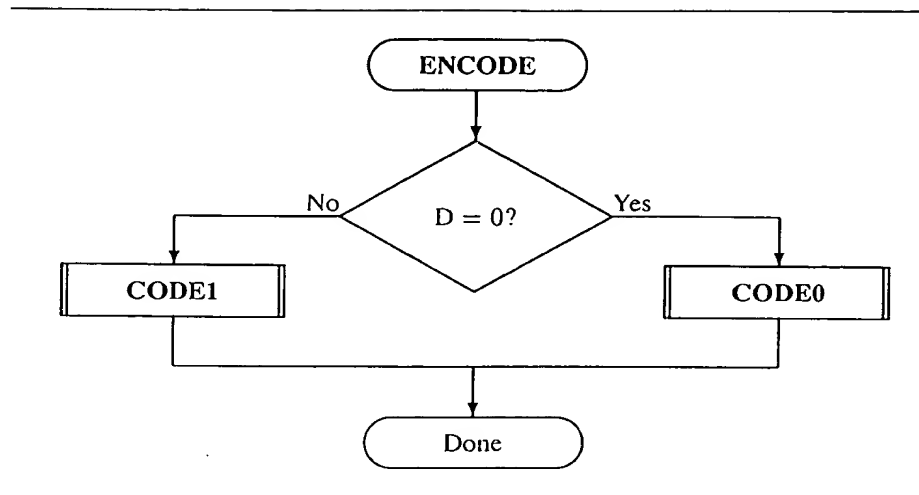 ENCODE
No
D = 0?
Yes
CODE1
CODE0
Done